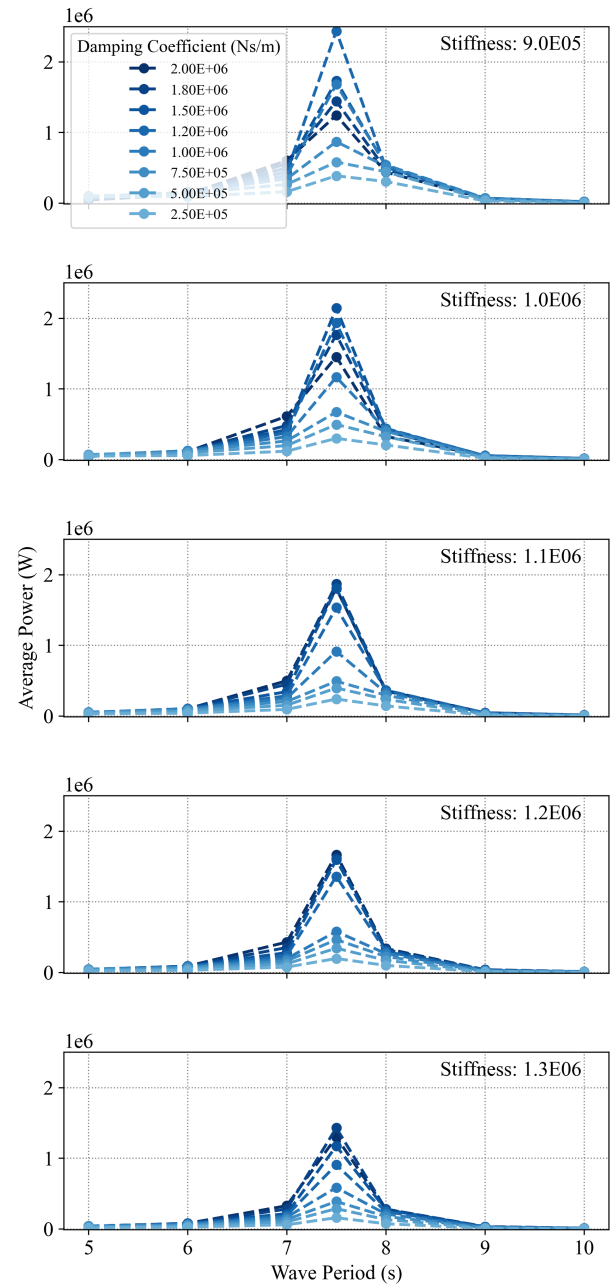 1e6
Stiffness: 9.0E05
Damping Coefficient (Ns/m)
2.00E+06
1.80E+06
1.50E+06
1.20E+06
1.00E+06
7.50E+05
5.00E+05
2.50E+05
2
1
0
1e6
Stiffness: 1.0E06
2
1
0
1e6
Stiffness: 1.1E06
2
1
0
Average Power (W)
1e6
Stiffness: 1.2E06
2
1
0
1e6
Stiffness: 1.3E06
2
1
0
5 6 7 8 9 10
Wave Period (s)